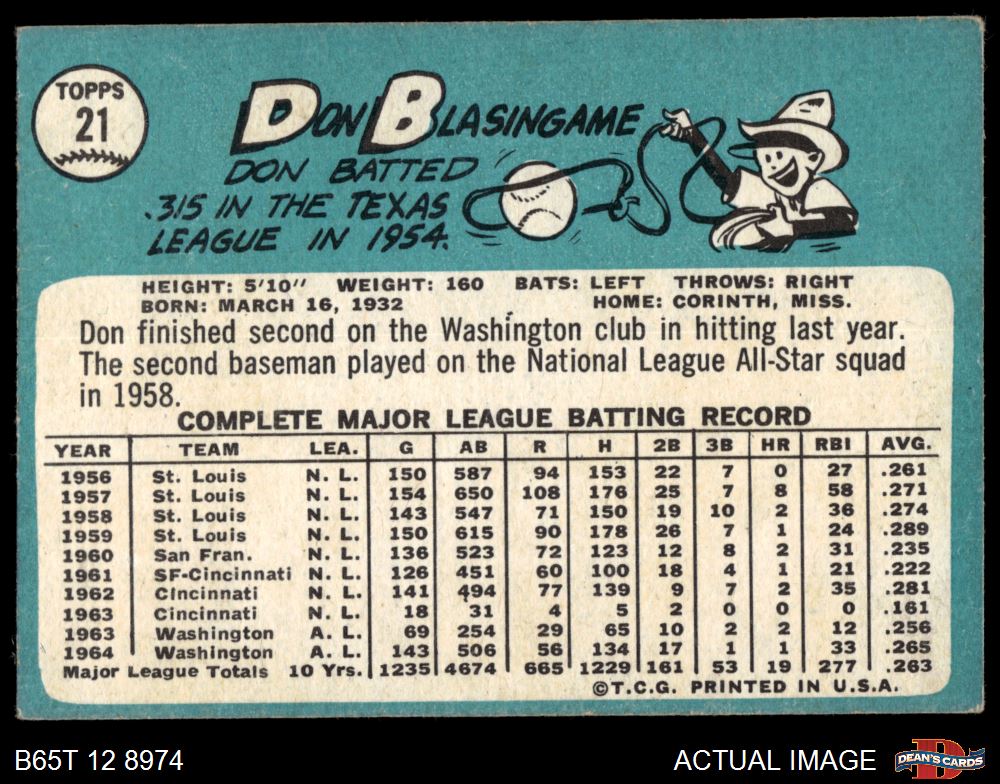 TOPPS
21
DON BLASINGAME
DON BATTED
.315 IN THE TEXAS
LEAGUE IN 1954.
HEIGHT: 5'10" WEIGHT: 160 BATS: LEFT THROWS: RIGHT
BORN: MARCH 16, 1932 HOME: CORINTH, MISS.
Don finished second on the Washington club in hitting last year.
The second baseman played on the National League All-Star squad
in 1958.
COMPLETE MAJOR LEAGUE BATTING RECORD
YEAR TEAM LEA. G AB R H 2B 3B HR RBI AVG.
1956 St. Louis N. L. 150 587 94 153 22 7 0 27 .261
1957 St. Louis N. L. 154 650 108 176 25 7 8 58 .271
1958 St. Louis N. L. 143 547 71 150 19 10 2 36 .274
1959 St. Louis N. L. 150 615 90 178 26 7 1 24 .289
1960 San Fran. N. L. 136 523 72 123 12 8 2 31 .235
1961 SF-Cincinnati N. L. 126 451 60 100 18 4 1 21 .222
1962 Cincinnati N. L. 141 494 77 139 9 7 2 35 .281
1963 Cincinnati N. L. 18 31 4 5 2 0 0 0 .161
1963 Washington A. L. 69 254 29 65 10 2 2 12 .256
1964 Washington A. L. 143 506 56 134 17 1 1 33 .265
Major League Totals 10 Yrs. 1235 4674 665 1229 161 53 19 277 .263
©T.C.G. PRINTED IN U.S.A.
B65T 12 8974
ACTUAL IMAGE
DEAN'S CARDS